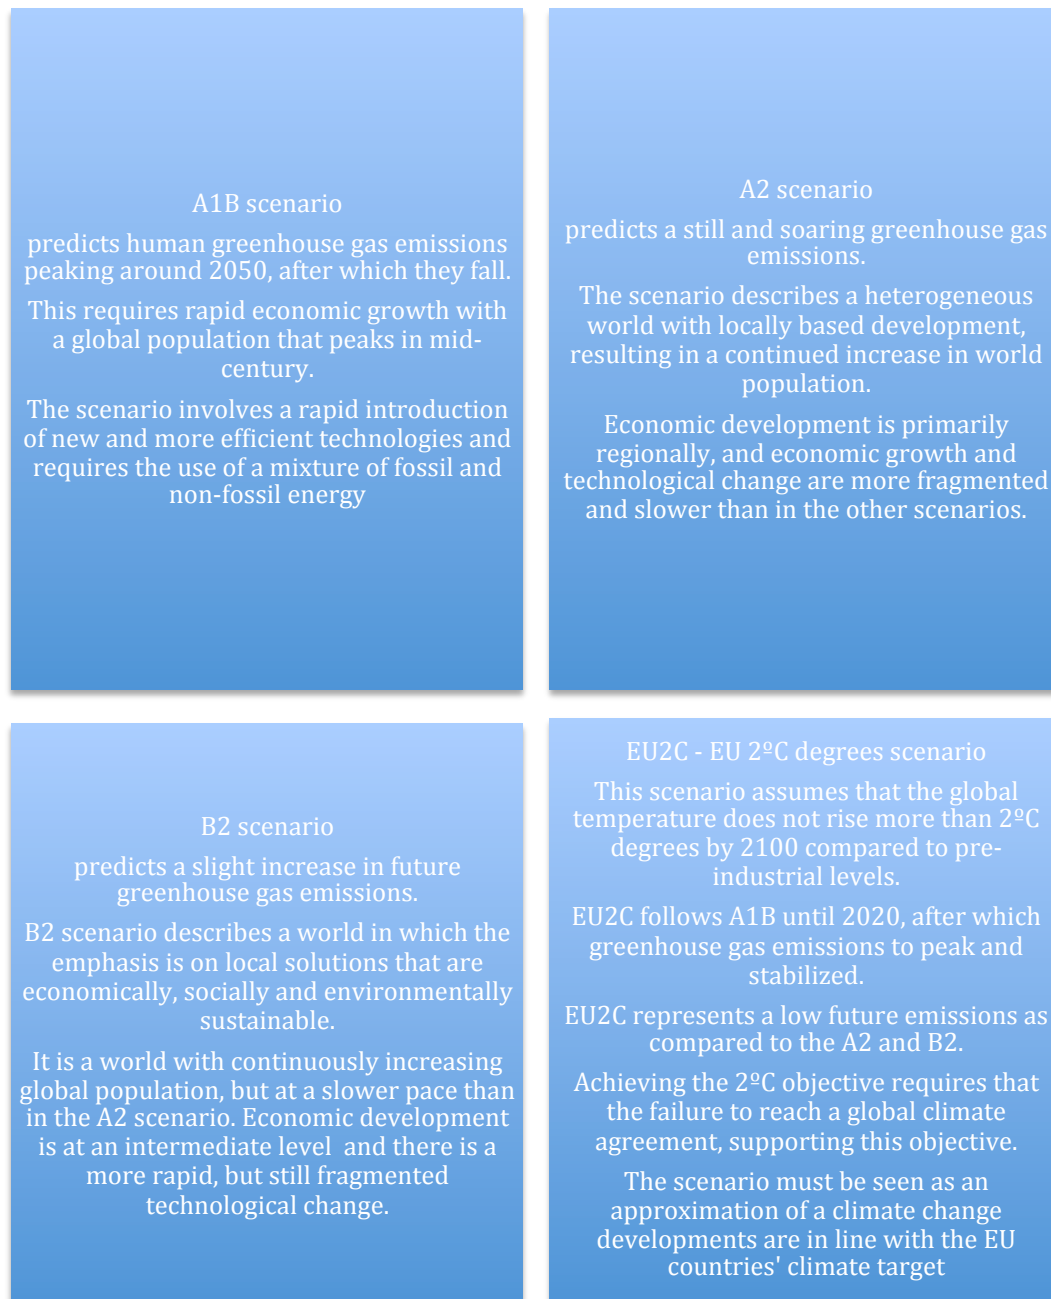 A1B scenario
predicts human greenhouse gas emissions
peaking around 2050, after which they fall.
This requires rapid economic growth with
a global population that peaks in mid-
century.
The scenario involves a rapid introduction
of new and more efficient technologies and
requires the use of a mixture of fossil and
non-fossil energy
A2 scenario
predicts a still and soaring greenhouse gas
emissions.
The scenario describes a heterogeneous
world with locally based development,
resulting in a continued increase in world
population.
Economic development is primarily
regionally, and economic growth and
technological change are more fragmented
and slower than in the other scenarios.
B2 scenario
predicts a slight increase in future
greenhouse gas emissions.
B2 scenario describes a world in which the
emphasis is on local solutions that are
economically, socially and environmentally
sustainable.
It is a world with continuously increasing
global population, but at a slower pace than
in the A2 scenario. Economic development
is at an intermediate level  and there is a
more rapid, but still fragmented
technological change.
EU2C - EU 2ºC degrees scenario
This scenario assumes that the global
temperature does not rise more than 2ºC
degrees by 2100 compared to pre-
industrial levels.
EU2C follows A1B until 2020, after which
greenhouse gas emissions to peak and
stabilized.
EU2C represents a low future emissions as
compared to the A2 and B2.
Achieving the 2ºC objective requires that
the failure to reach a global climate
agreement, supporting this objective.
The scenario must be seen as an
approximation of a climate change
developments are in line with the EU
countries' climate target